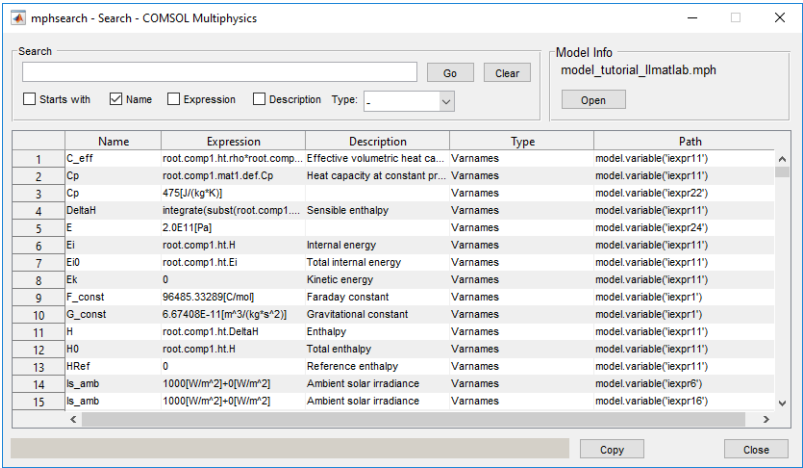 mphsearch - Search - COMSOL Multiphysics
Search
Go Clear
Starts with Name Expression Description Type: -
Model Info
model_tutorial_llmatlab.mph
Open
Name Expression Description Type Path
1 C_eff root.comp1.ht.rho*root.comp... Effective volumetric heat ca... Varnames model.variable('iexpr11')
2 Cp root.comp1.mat1.def.Cp Heat capacity at constant pr... Varnames model.variable('iexpr11')
3 Cp 475[J/(kg*K)] Varnames model.variable('iexpr22')
4 DeltaH integrate(subst(root.comp1.... Sensible enthalpy Varnames model.variable('iexpr11')
5 E 2.0E11[Pa] Varnames model.variable('iexpr24')
6 Ei root.comp1.ht.H Internal energy Varnames model.variable('iexpr11')
7 Ei0 root.comp1.ht.Ei Total internal energy Varnames model.variable('iexpr11')
8 Ek 0 Kinetic energy Varnames model.variable('iexpr11')
9 F_const 96485.33289[C/mol] Faraday constant Varnames model.variable('iexpr1')
10 G_const 6.67408E-11[m^3/(kg*s^2)] Gravitational constant Varnames model.variable('iexpr1')
11 H root.comp1.ht.DeltaH Enthalpy Varnames model.variable('iexpr11')
12 H0 root.comp1.ht.H Total enthalpy Varnames model.variable('iexpr11')
13 HRef 0 Reference enthalpy Varnames model.variable('iexpr11')
14 Is_amb 1000[W/m^2]+0[W/m^2] Ambient solar irradiance Varnames model.variable('iexpr6')
15 Is_amb 1000[W/m^2]+0[W/m^2] Ambient solar irradiance Varnames model.variable('iexpr16')
Copy Close